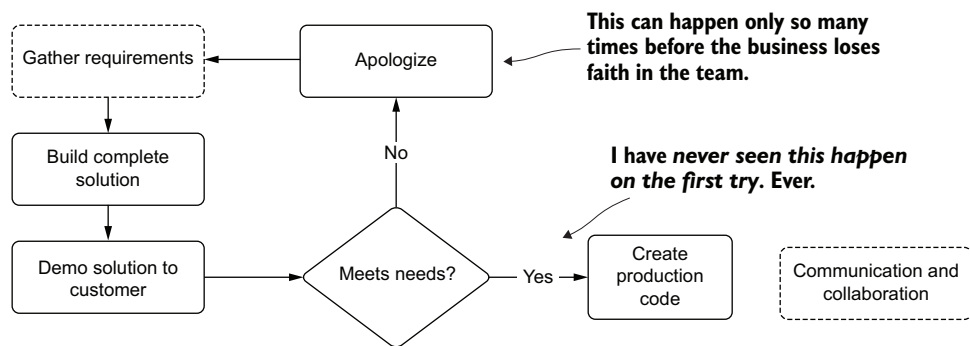 Gather requirements
Apologize
This can happen only so many
times before the business loses
faith in the team.
Build complete
solution
No
I have never seen this happen
on the first try. Ever.
Demo solution to
customer
Meets needs?
Yes
Create
production
code
Communication and
collaboration